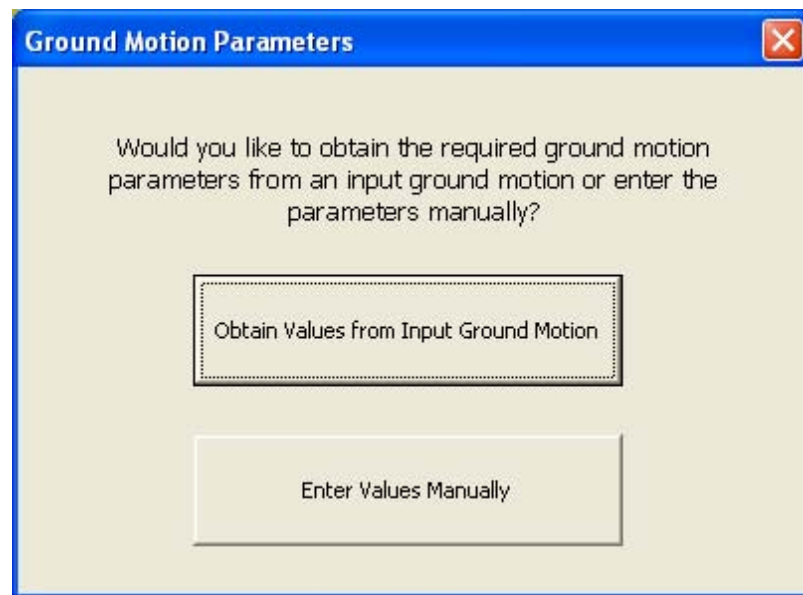 Ground Motion Parameters
Would you like to obtain the required ground motion
parameters from an input ground motion or enter the
parameters manually?
Obtain Values from Input Ground Motion
Enter Values Manually